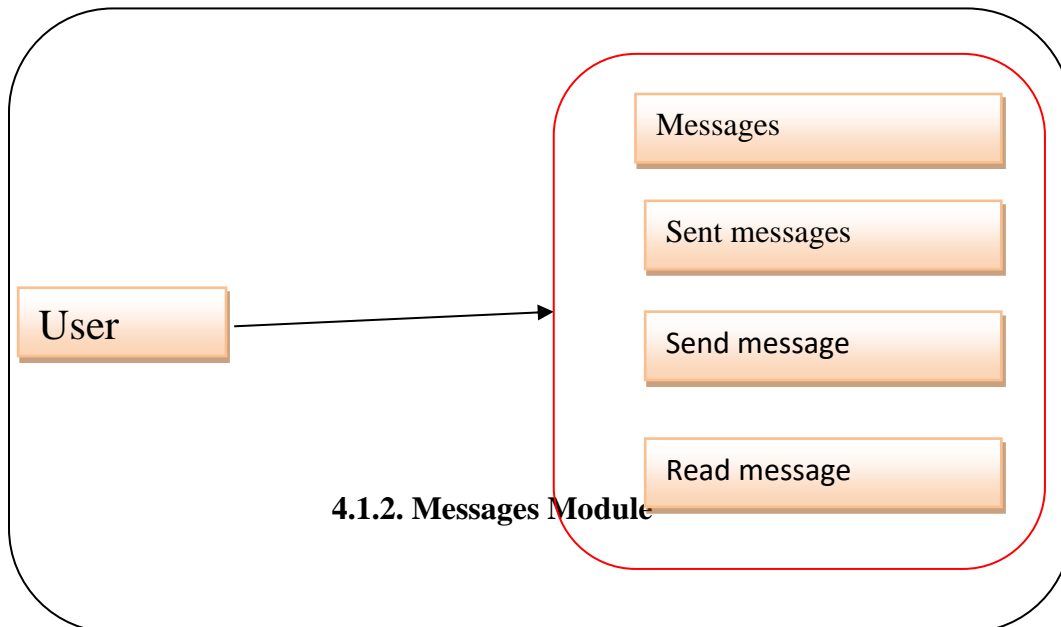 Messages
Sent messages
User
Send message
Read message
4.1.2. Messages Module